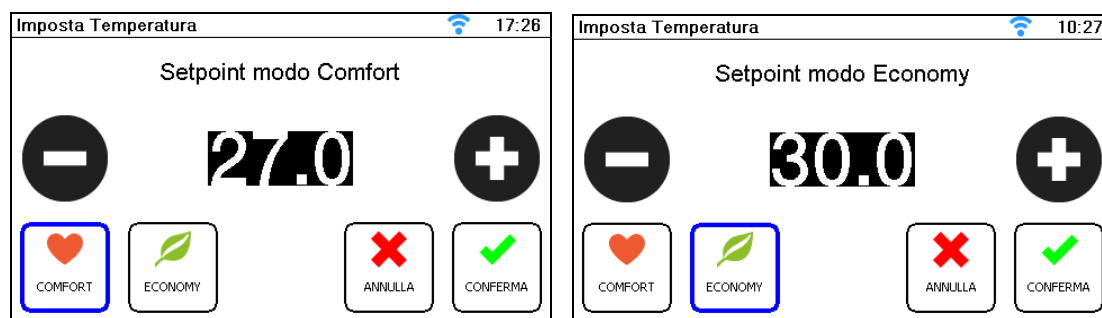 Imposta Temperatura 17:26
Setpoint modo Comfort
27.0
COMFORT ECONOMY ANNULLA CONFERMA
Imposta Temperatura 10:27
Setpoint modo Economy
30.0
COMFORT ECONOMY ANNULLA CONFERMA